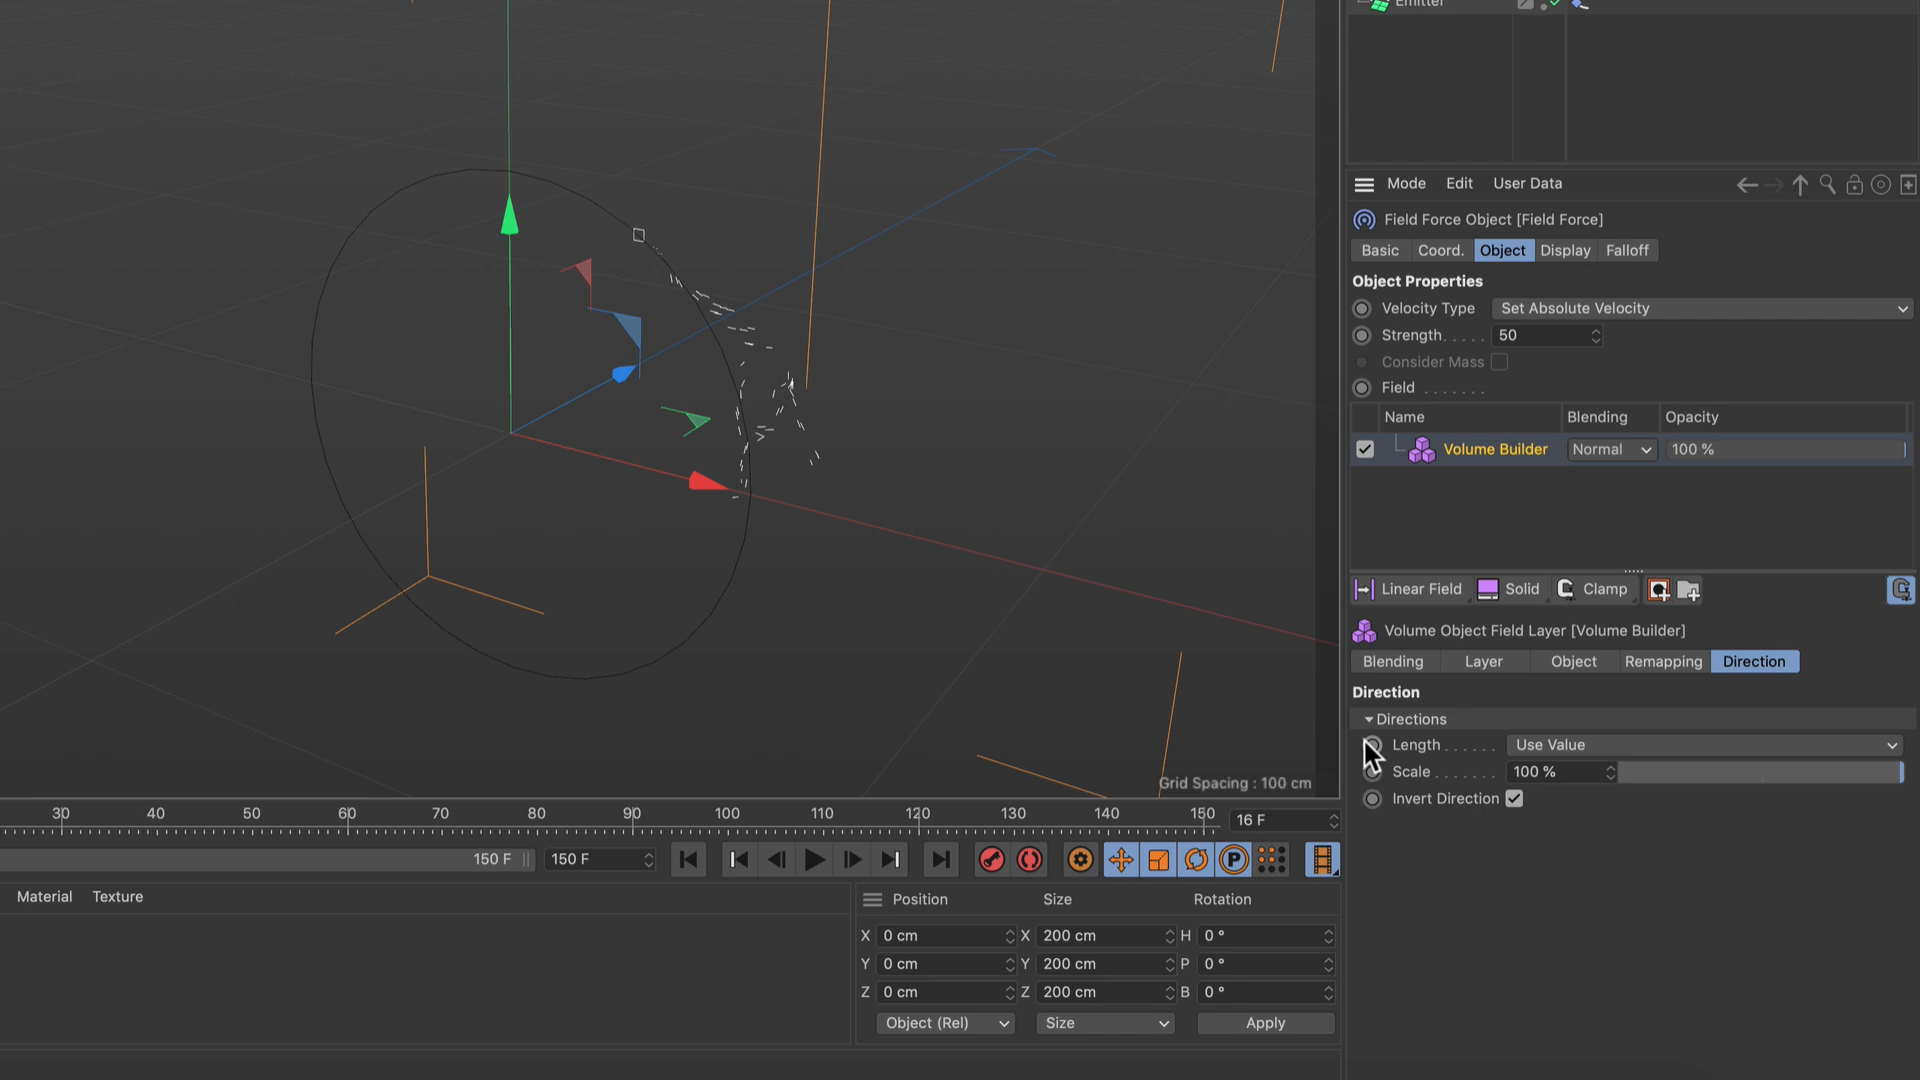 Emitter
Mode Edit User Data
Field Force Object [Field Force]
Basic Coord. Object Display Falloff
Object Properties
Velocity Type Set Absolute Velocity
Strength..... 50
Consider Mass
Field .......
Name Blending Opacity
Volume Builder Normal 100 %
Linear Field Solid Clamp
Volume Object Field Layer [Volume Builder]
Blending Layer Object Remapping Direction
Direction
Directions
Length...... Use Value
Scale....... 100 %
Invert Direction
Grid Spacing : 100 cm
30 40 50 60 70 80 90 100 110 120 130 140 150 16 F
150 F 150 F P
Material Texture
Position Size Rotation
X 0 cm X 200 cm H 0 °
Y 0 cm Y 200 cm P 0 °
Z 0 cm Z 200 cm B 0 °
Object (Rel) Size Apply